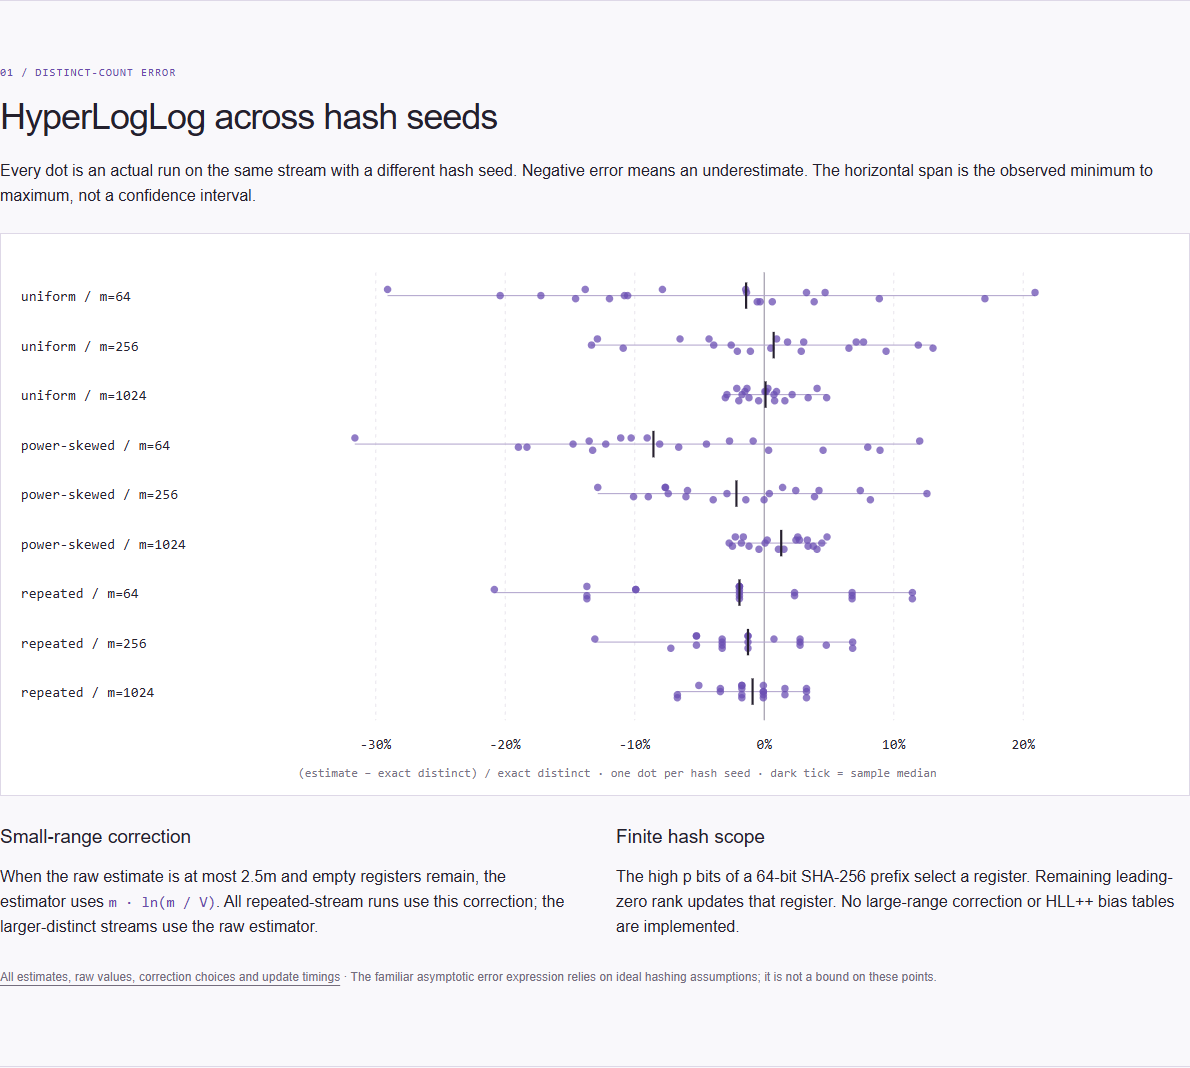 01 / DISTINCT-COUNT ERROR
HyperLogLog across hash seeds
Every dot is an actual run on the same stream with a different hash seed. Negative error means an underestimate. The horizontal span is the observed minimum to
maximum, not a confidence interval.
uniform / m=64
uniform / m=256
uniform / m=1024
power-skewed / m=64
power-skewed / m=256
power-skewed / m=1024
repeated / m=64
repeated / m=256
repeated / m=1024
-30% -20% -10% 0% 10% 20%
(estimate − exact distinct) / exact distinct · one dot per hash seed · dark tick = sample median
Small-range correction
When the raw estimate is at most 2.5m and empty registers remain, the
estimator uses m · ln(m / V). All repeated-stream runs use this correction; the
larger-distinct streams use the raw estimator.
Finite hash scope
The high p bits of a 64-bit SHA-256 prefix select a register. Remaining leading-
zero rank updates that register. No large-range correction or HLL++ bias tables
are implemented.
All estimates, raw values, correction choices and update timings · The familiar asymptotic error expression relies on ideal hashing assumptions; it is not a bound on these points.